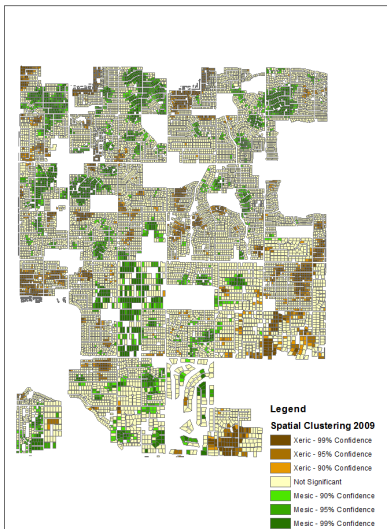 Legend
Spatial Clustering 2009
Xeric - 99% Confidence
Xeric - 95% Confidence
Xeric - 90% Confidence
Not Significant
Mesic - 90% Confidence
Mesic - 95% Confidence
Mesic - 99% Confidence